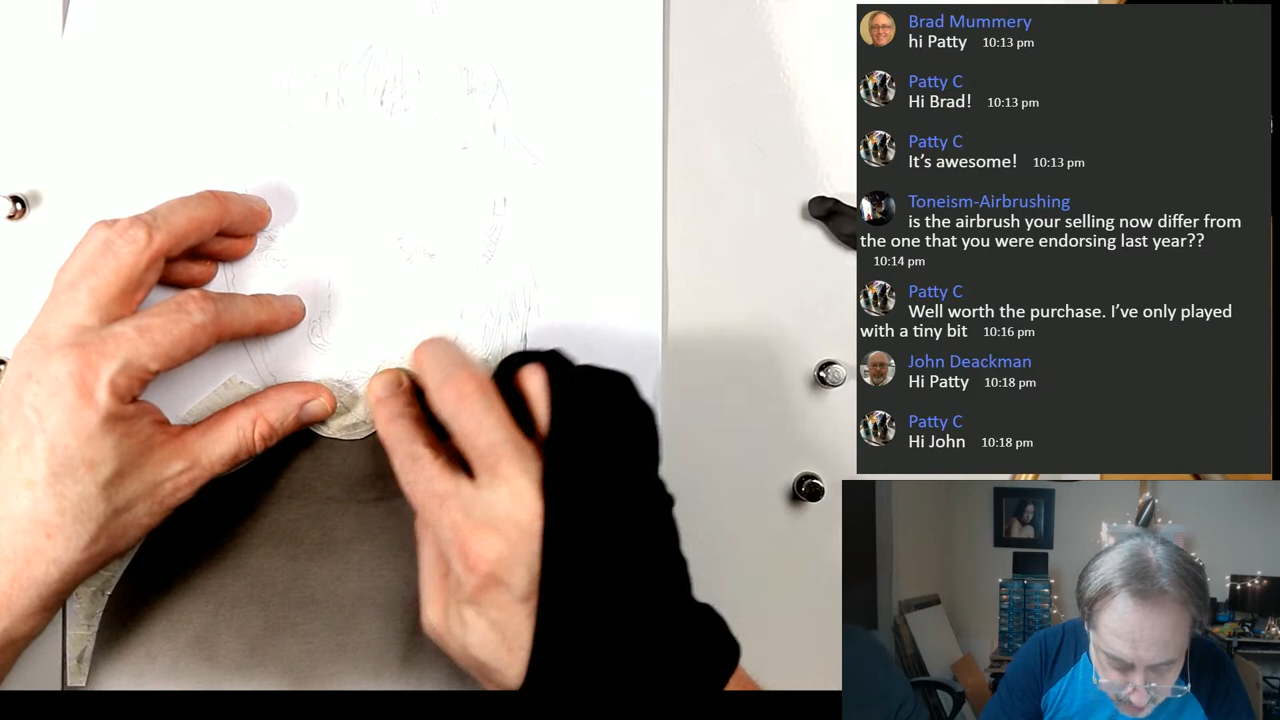 Brad Mummery
hi Patty 10:13 pm
Patty C
Hi Brad! 10:13 pm
Patty C
It's awesome! 10:13 pm
Toneism-Airbrushing
is the airbrush your selling now differ from
the one that you were endorsing last year??
10:14 pm
Patty C
Well worth the purchase. I've only played
with a tiny bit 10:16 pm
John Deackman
Hi Patty 10:18 pm
Patty C
Hi John 10:18 pm